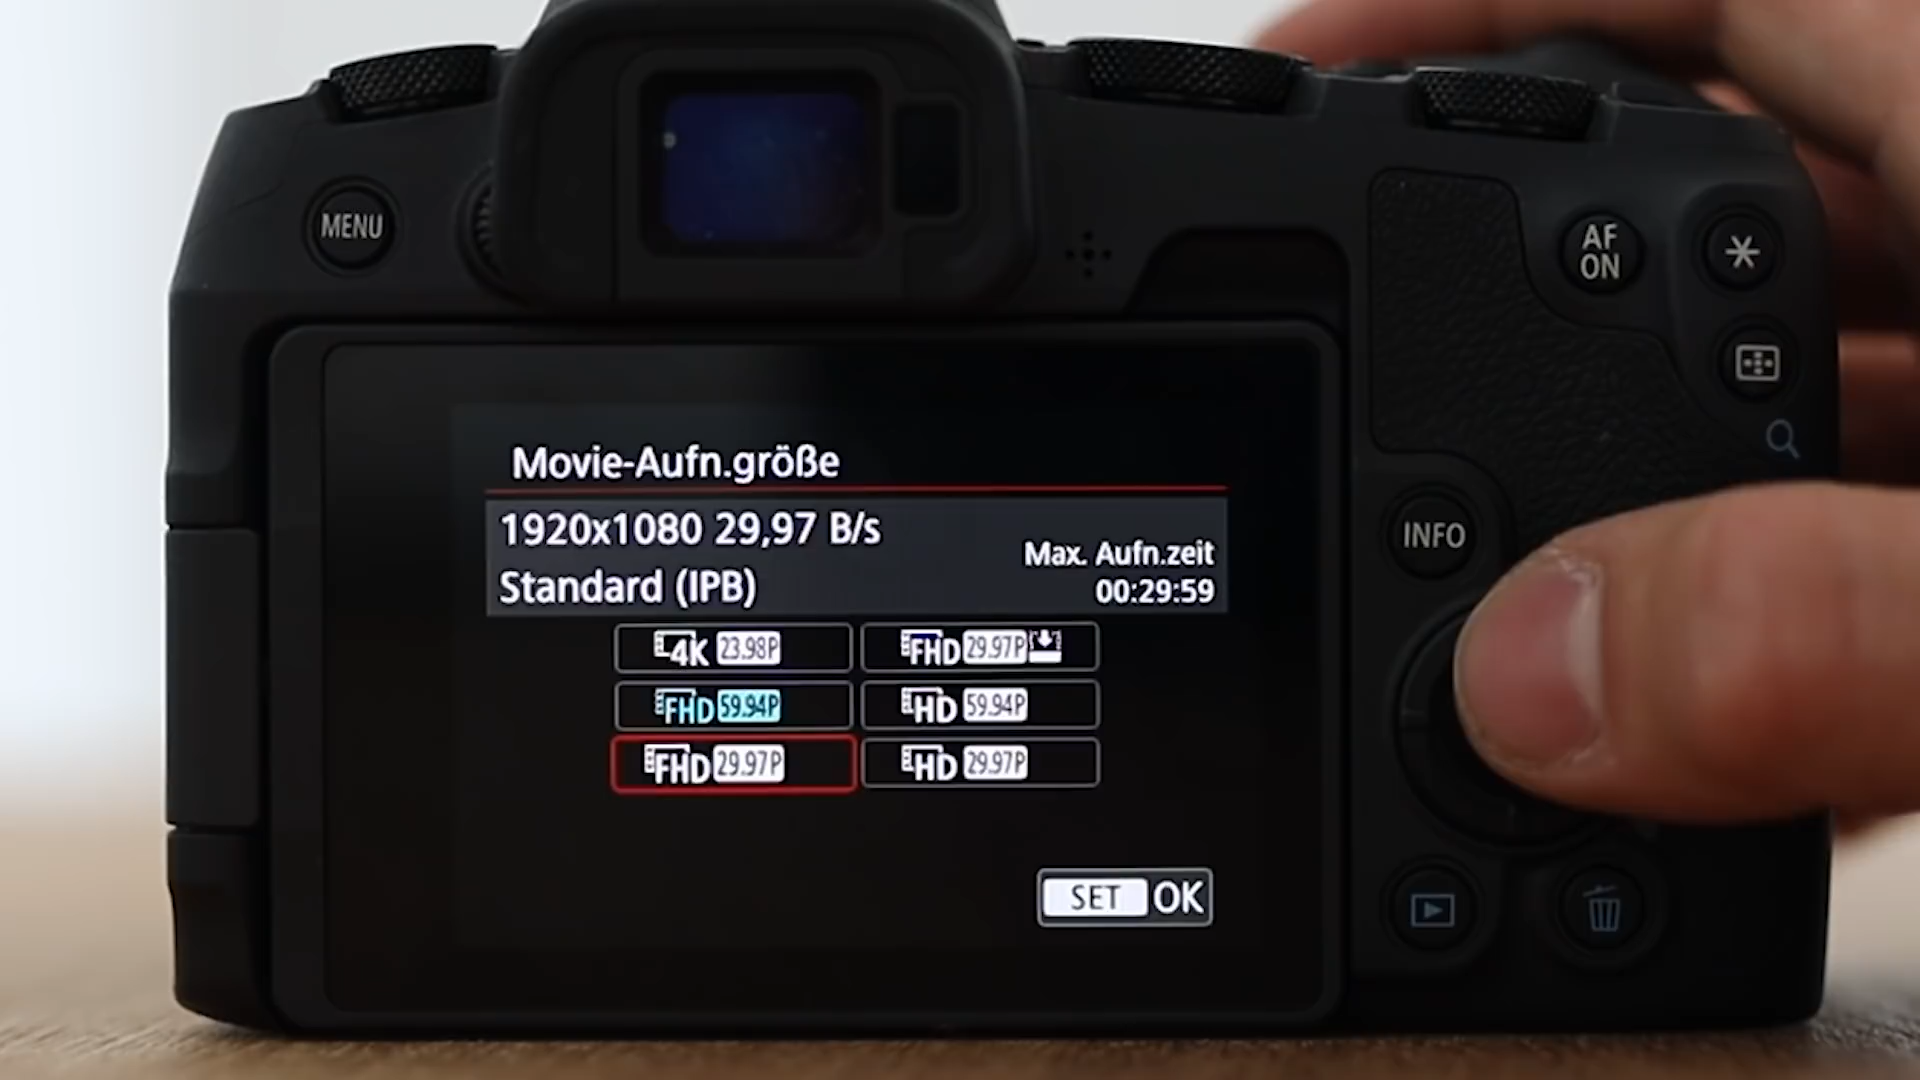 MENU
AF
ON
Movie-Aufn.größe
1920x1080 29,97 B/s
Standard (IPB)
Max. Aufn.zeit
00:29:59
INFO
4K 23.98P
FHD 29.97P
FHD 59.94P
HD 59.94P
FHD 29.97P
HD 29.97P
SET OK